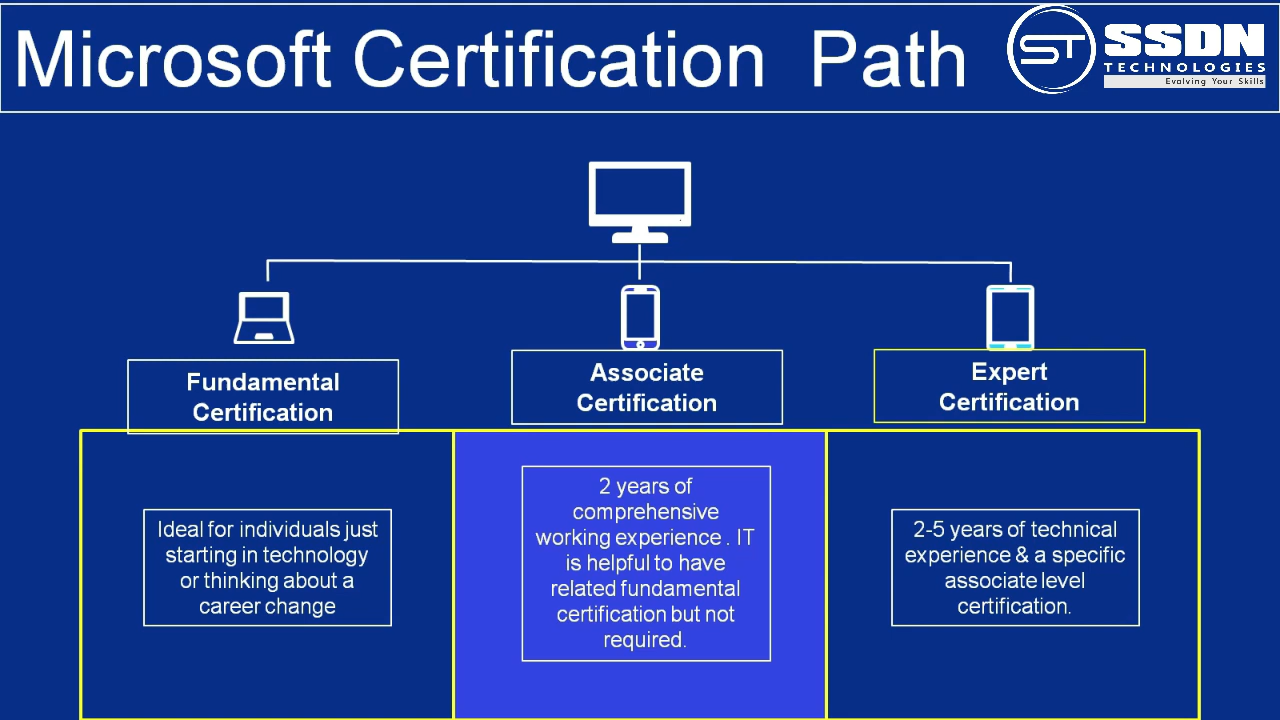 Microsoft Certification Path
ST
SSDN
TECHNOLOGIES
Evolving Your Skills
Fundamental
Certification
Associate
Certification
Expert
Certification
Ideal for individuals just
starting in technology
or thinking about a
career change
2 years of
comprehensive
working experience . IT
is helpful to have
related fundamental
certification but not
required.
2-5 years of technical
experience & a specific
associate level
certification.